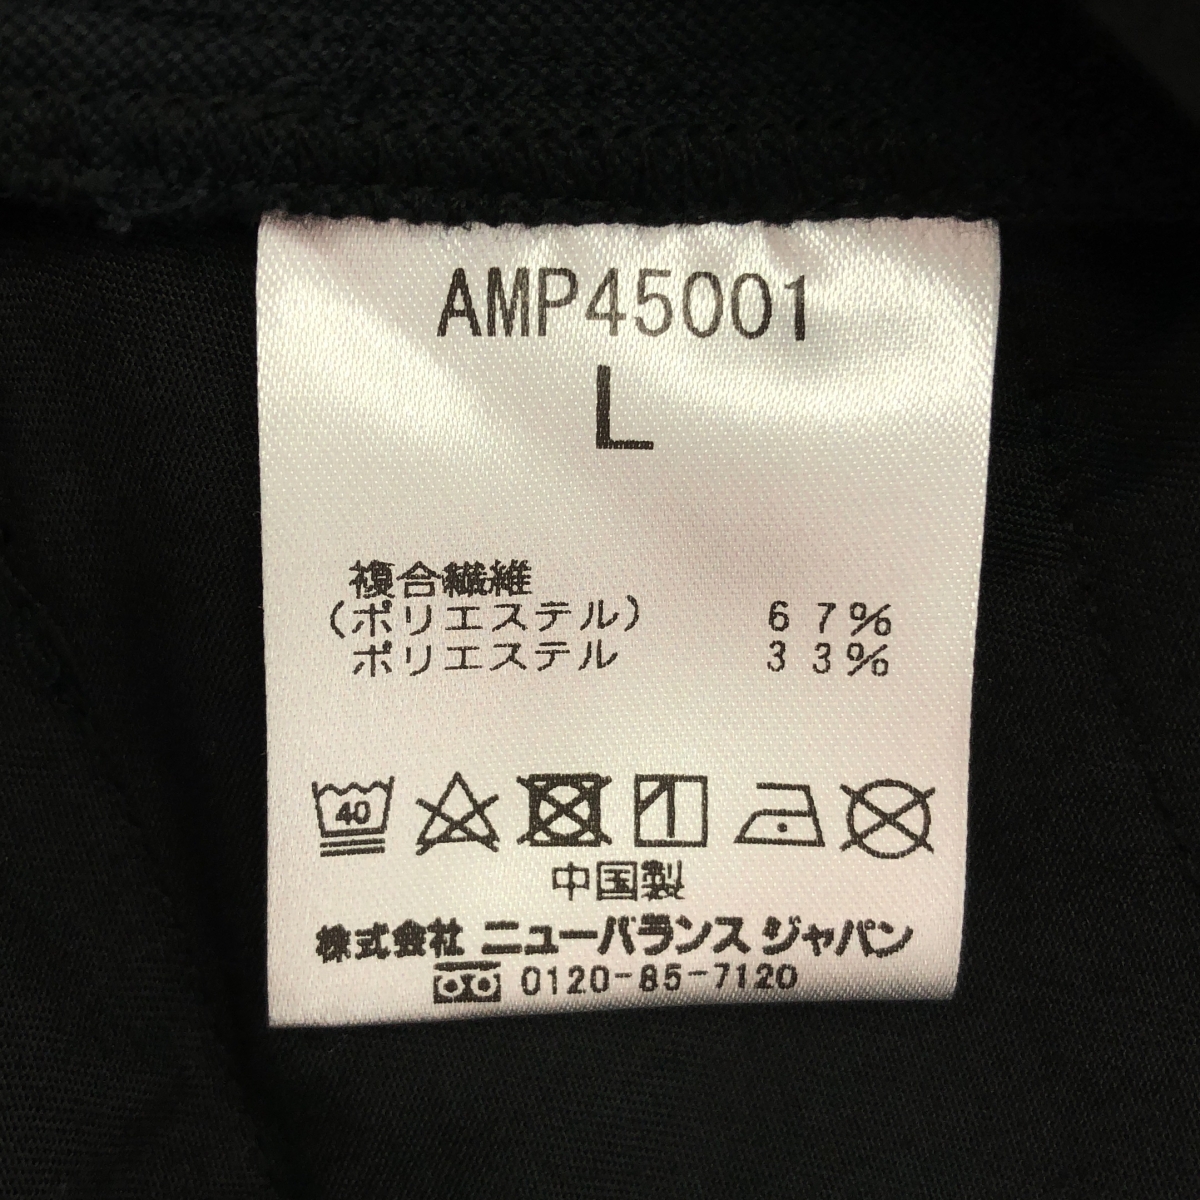 AMP45001
L
複合繊維
(ポリエステル) 67%
ポリエステル 33%
40
中国製
株式会社 ニューバランス ジャパン
0120-85-7120